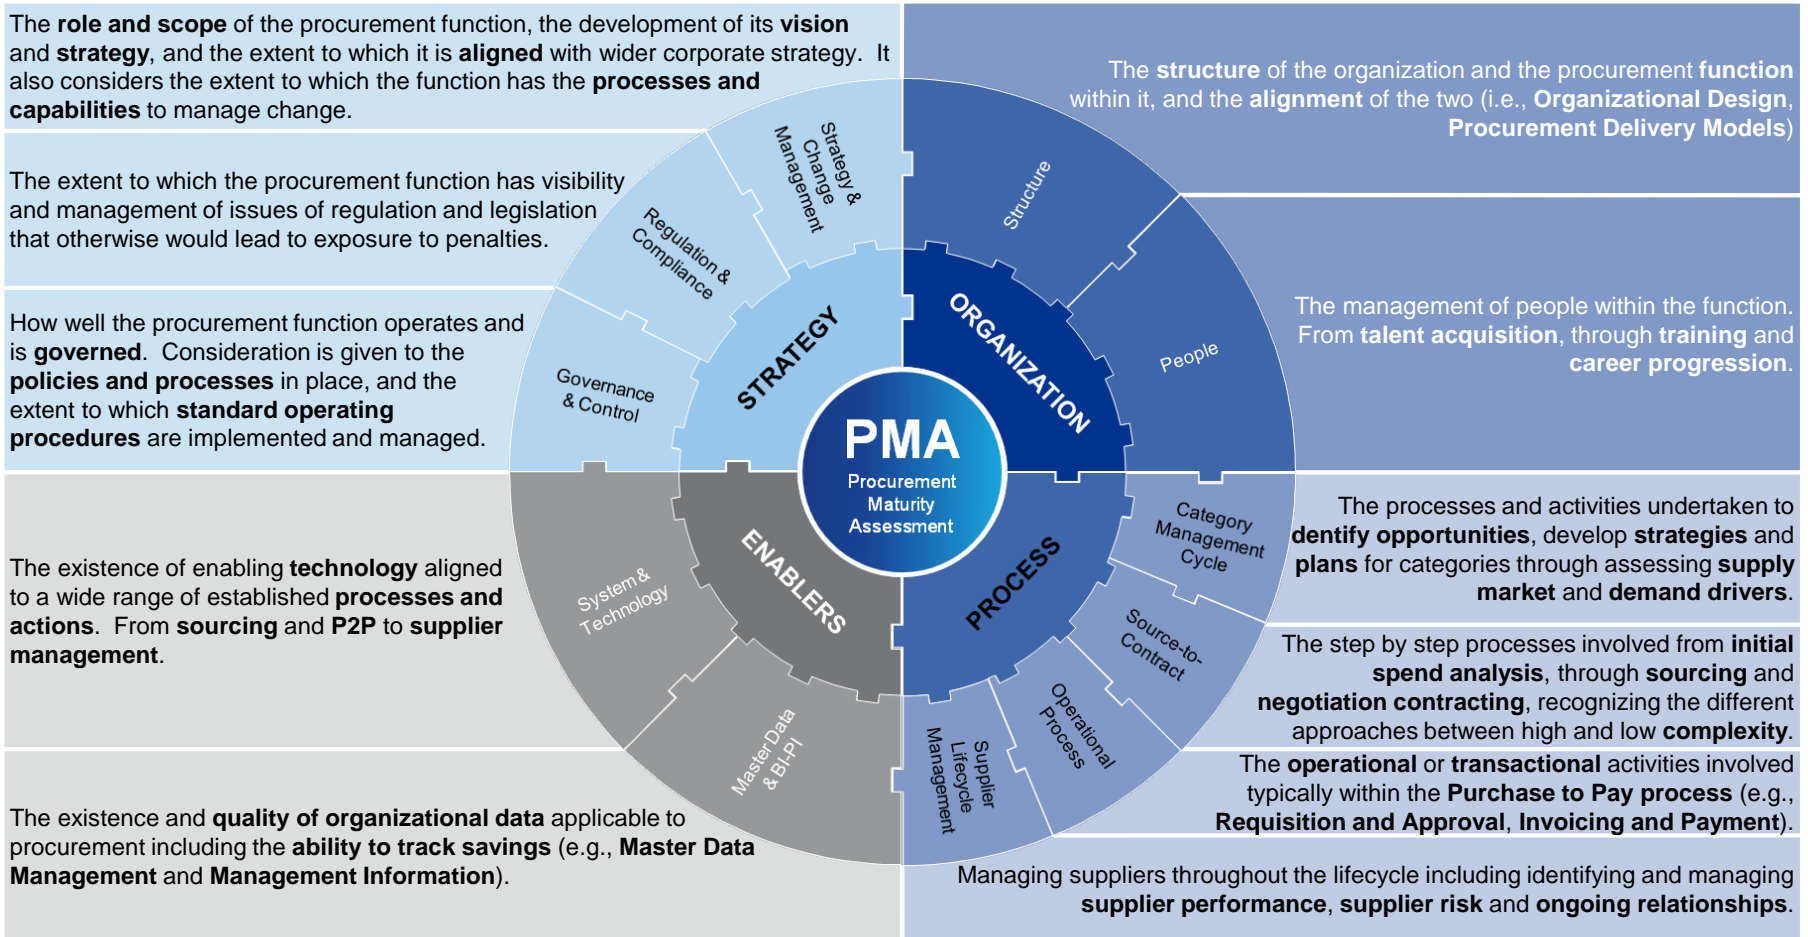 The role and scope of the procurement function, the development of its vision
and strategy, and the extent to which it is aligned with wider corporate strategy.  It
also considers the extent to which the function has the processes and
capabilities to manage change.
The extent to which the procurement function has visibility
and management of issues of regulation and legislation
that otherwise would lead to exposure to penalties.
How well the procurement function operates and
is governed.  Consideration is given to the
policies and processes in place, and the
extent to which standard operating
procedures are implemented and managed.
The existence of enabling technology aligned
to a wide range of established processes and
actions.  From sourcing and P2P to supplier
management.
The existence and quality of organizational data applicable to
procurement including the ability to track savings (e.g., Master Data
Management and Management Information).
Strategy &
Change
Management
Regulation &
Compliance
Governance
& Control
STRATEGY
System &
Technology
Master Data
& BI-PI
ENABLERS
PMA
Procurement
Maturity
Assessment
ORGANIZATION
Structure
People
PROCESS
Category
Management
Cycle
Source-to-
Contract
Operational
Process
Supplier
Lifecycle
Management
The structure of the organization and the procurement function
within it, and the alignment of the two (i.e., Organizational Design,
Procurement Delivery Models)
The management of people within the function.
From talent acquisition, through training and
career progression.
The processes and activities undertaken to
dentify opportunities, develop strategies and
plans for categories through assessing supply
market and demand drivers.
The step by step processes involved from initial
spend analysis, through sourcing and
negotiation contracting, recognizing the different
approaches between high and low complexity.
The operational or transactional activities involved
typically within the Purchase to Pay process (e.g.,
Requisition and Approval, Invoicing and Payment).
Managing suppliers throughout the lifecycle including identifying and managing
supplier performance, supplier risk and ongoing relationships.